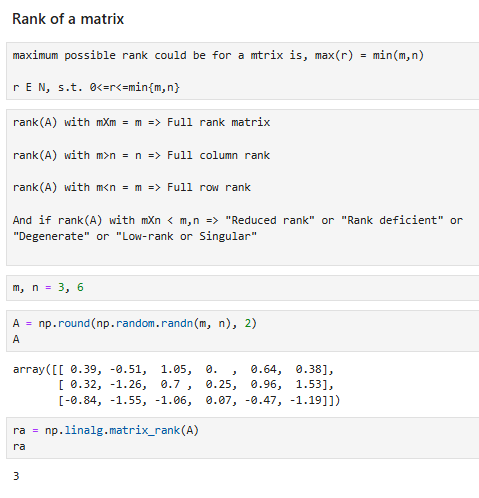 Rank of a matrix
maximum possible rank could be for a mtrix is, max(r) = min(m,n)
r E N, s.t. 0<=r<=min{m,n}
rank(A) with mXm = m => Full rank matrix
rank(A) with m>n = n => Full column rank
rank(A) with m<n = m => Full row rank
And if rank(A) with mXn < m,n => "Reduced rank" or "Rank deficient" or
"Degenerate" or "Low-rank or Singular"
m, n = 3, 6
A = np.round(np.random.randn(m, n), 2)
A
array([[ 0.39, -0.51,  1.05,  0.  ,  0.64,  0.38],
       [ 0.32, -1.26,  0.7 ,  0.25,  0.96,  1.53],
       [-0.84, -1.55, -1.06,  0.07, -0.47, -1.19]])
ra = np.linalg.matrix_rank(A)
ra
3